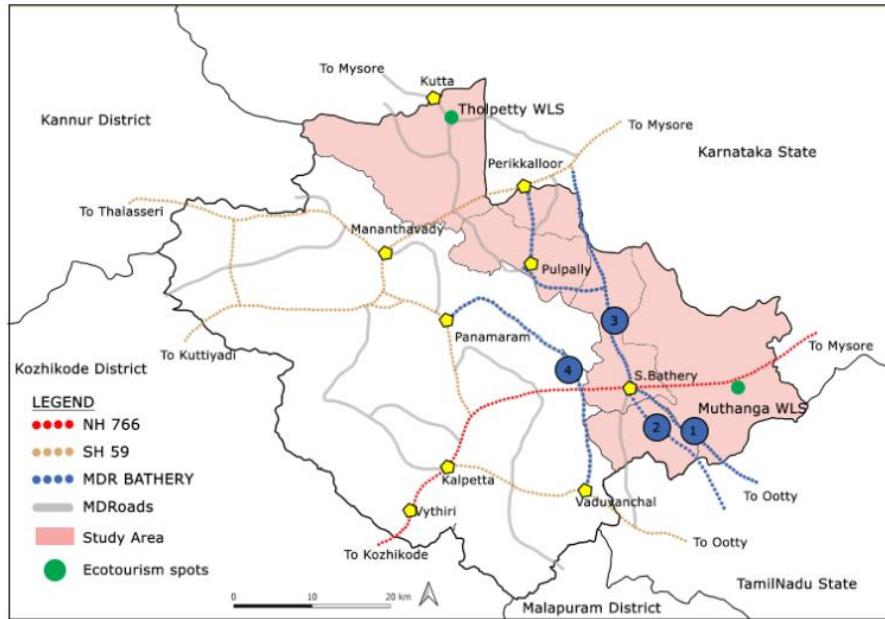 To Mysore
Kutta
Tholpetty WLS
Kannur District
To Mysore
Karnataka State
Perikkalloor
To Thalasseri
Mananthavady
Pulpally
3
To Kuttiyadi
Panamaram
To Mysore
4
S.Bathery
Kozhikode District
Muthanga WLS
LEGEND
NH 766
2
1
SH 59
MDR BATHERY
MDRoads
Kalpetta
Vaduvanchal
To Ootty
Study Area
Vythiri
To Ootty
To Kozhikode
Ecotourism spots
TamilNadu State
0 10 20 km
Malapuram District